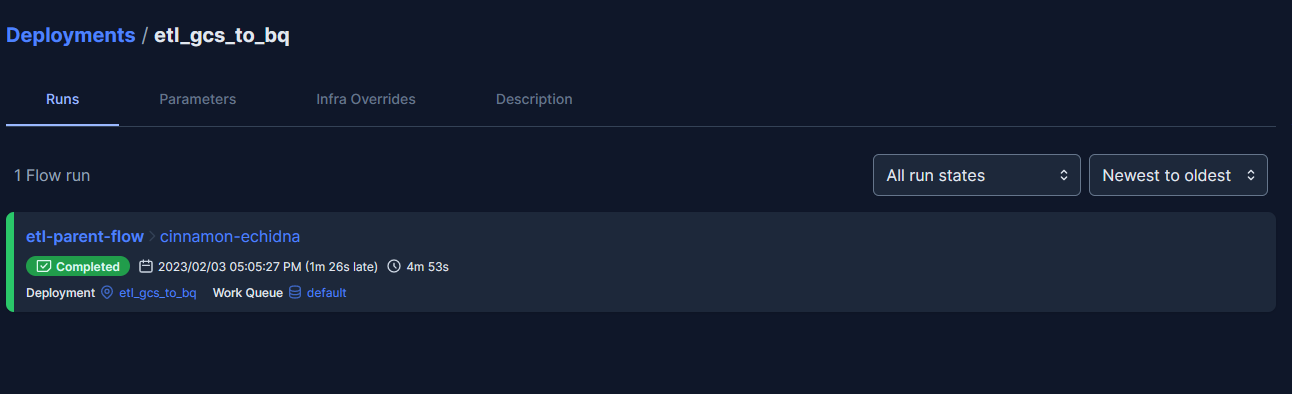 Deployments / etl_gcs_to_bq
Runs Parameters Infra Overrides Description
1 Flow run All run states Newest to oldest
etl-parent-flow > cinnamon-echidna
Completed 2023/02/03 05:05:27 PM (1m 26s late) 4m 53s
Deployment etl_gcs_to_bq Work Queue default